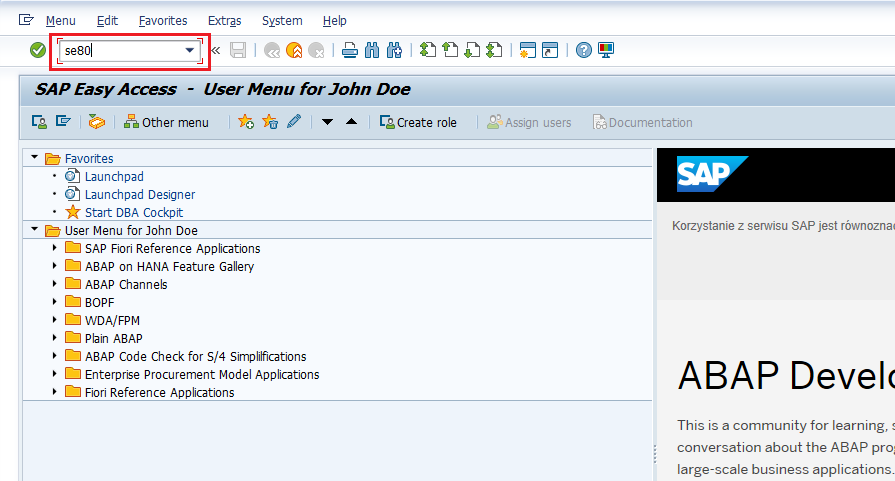 Menu Edit Favorites Extras System Help
se80
SAP Easy Access - User Menu for John Doe
Other menu Create role Assign users Documentation
Favorites
Launchpad
Launchpad Designer
Start DBA Cockpit
User Menu for John Doe
SAP Fiori Reference Applications
ABAP on HANA Feature Gallery
ABAP Channels
BOPF
WDA/FPM
Plain ABAP
ABAP Code Check for S/4 Simplilfications
Enterprise Procurement Model Applications
Fiori Reference Applications
SAP
Korzystanie z serwisu SAP jest równozna
ABAP Develo
This is a community for learning, s
conversation about the ABAP prog
large-scale business applications.